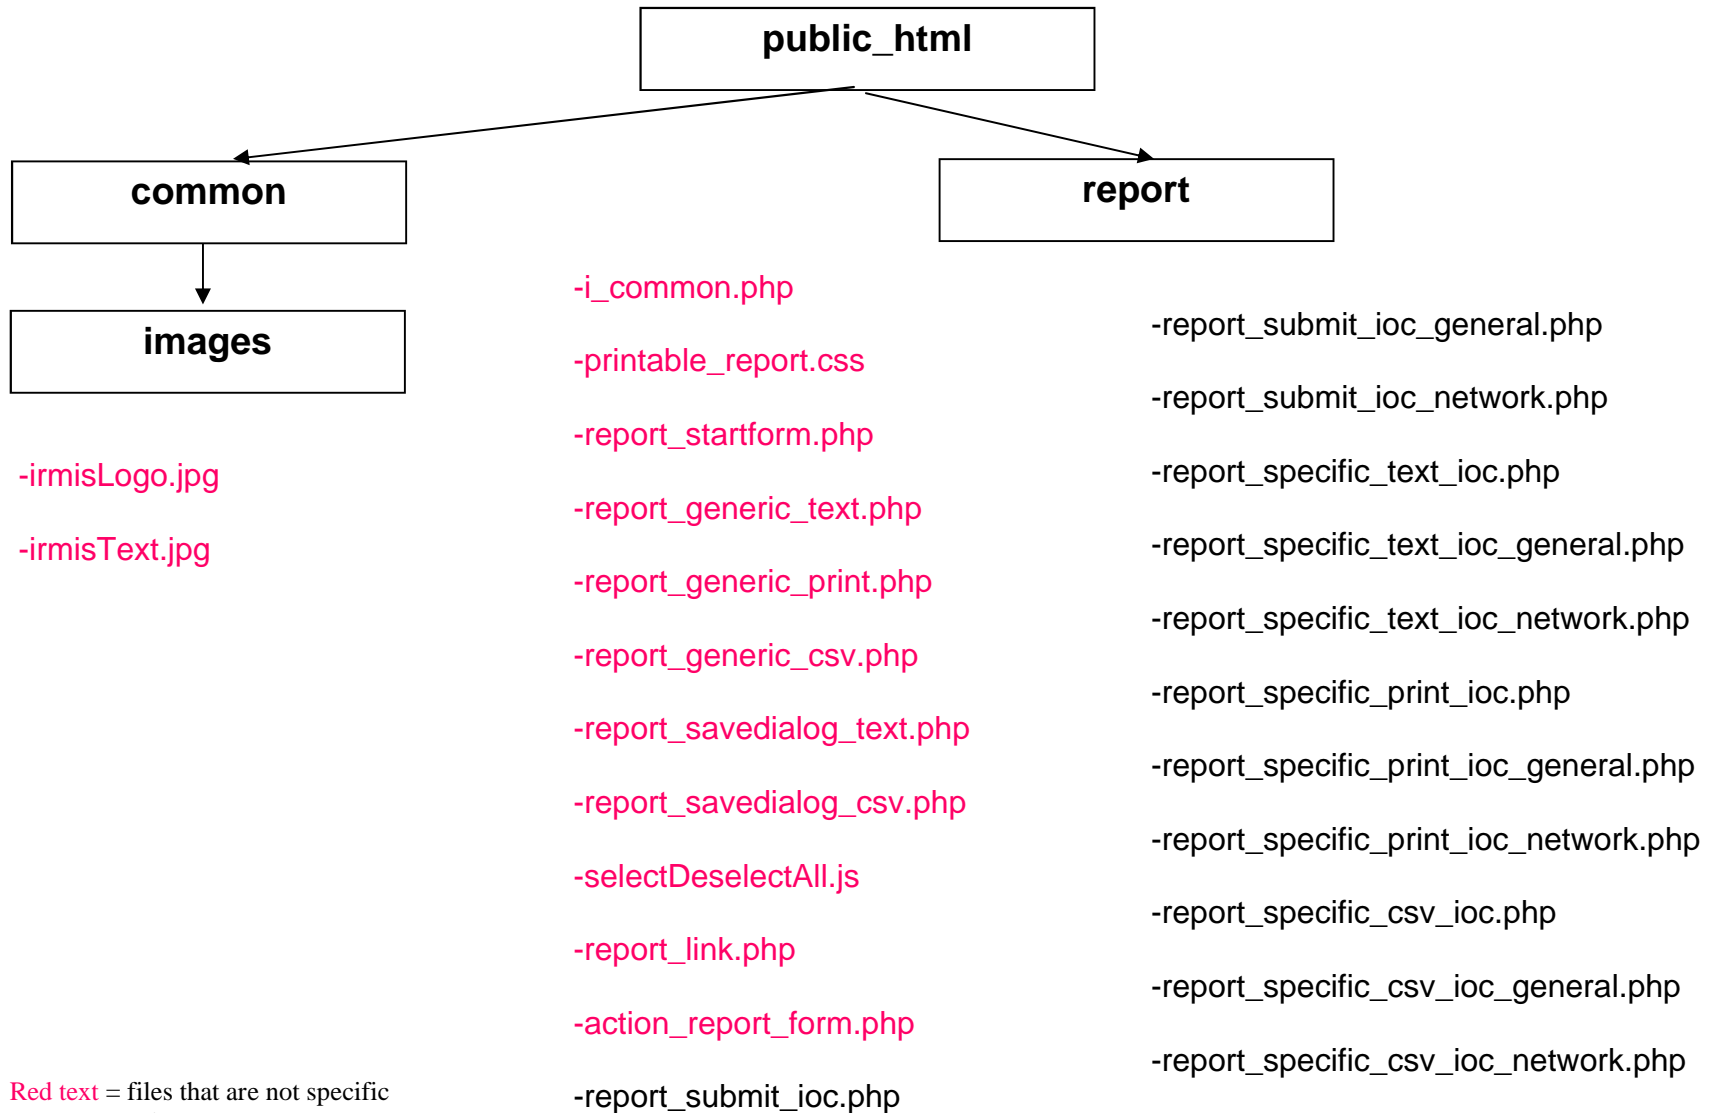 public_html
common
report
images
-irmisLogo.jpg
-irmisText.jpg
-i_common.php
-printable_report.css
-report_startform.php
-report_generic_text.php
-report_generic_print.php
-report_generic_csv.php
-report_savedialog_text.php
-report_savedialog_csv.php
-selectDeselectAll.js
-report_link.php
-action_report_form.php
-report_submit_ioc.php
-report_submit_ioc_general.php
-report_submit_ioc_network.php
-report_specific_text_ioc.php
-report_specific_text_ioc_general.php
-report_specific_text_ioc_network.php
-report_specific_print_ioc.php
-report_specific_print_ioc_general.php
-report_specific_print_ioc_network.php
-report_specific_csv_ioc.php
-report_specific_csv_ioc_general.php
-report_specific_csv_ioc_network.php
Red text = files that are not specific